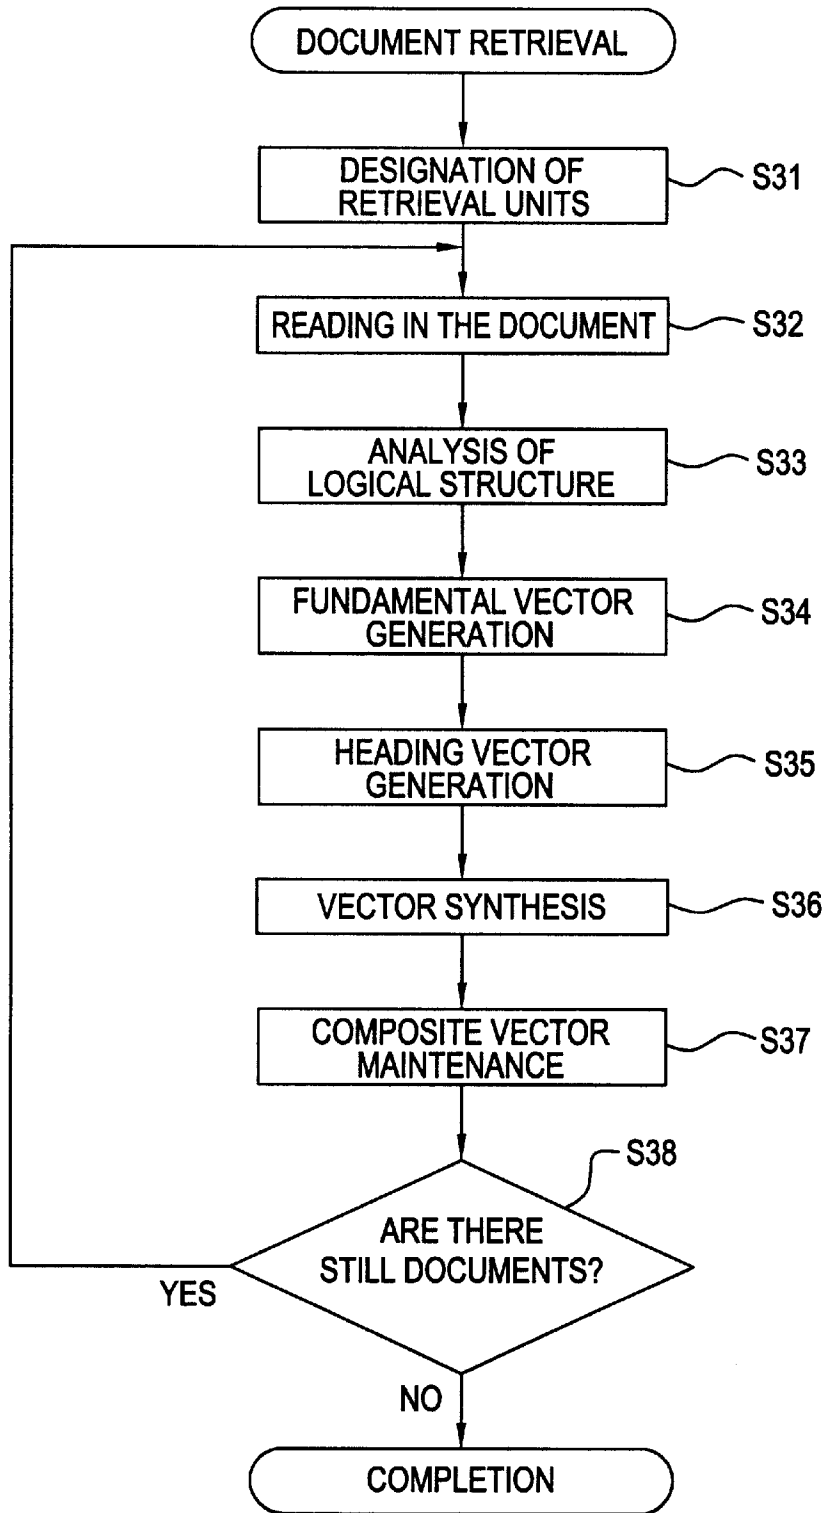 DOCUMENT RETRIEVAL
DESIGNATION OF
RETRIEVAL UNITS
S31
READING IN THE DOCUMENT
S32
ANALYSIS OF
LOGICAL STRUCTURE
S33
FUNDAMENTAL VECTOR
GENERATION
S34
HEADING VECTOR
GENERATION
S35
VECTOR SYNTHESIS
S36
COMPOSITE VECTOR
MAINTENANCE
S37
S38
ARE THERE
STILL DOCUMENTS?
YES
NO
COMPLETION